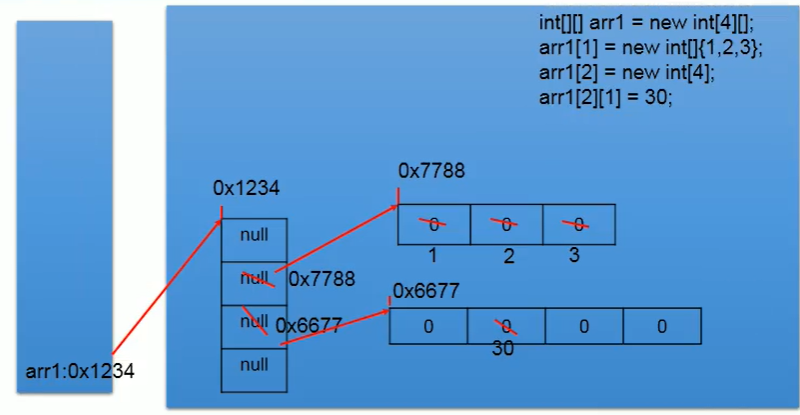 int[][] arr1 = new int[4][];
arr1[1] = new int[]{1,2,3};
arr1[2] = new int[4];
arr1[2][1] = 30;
0x7788
0x1234
0 0 0
null
1 2 3
null 0x7788
0x6677
null 0x6677
0 0 0 0
30
null
arr1:0x1234